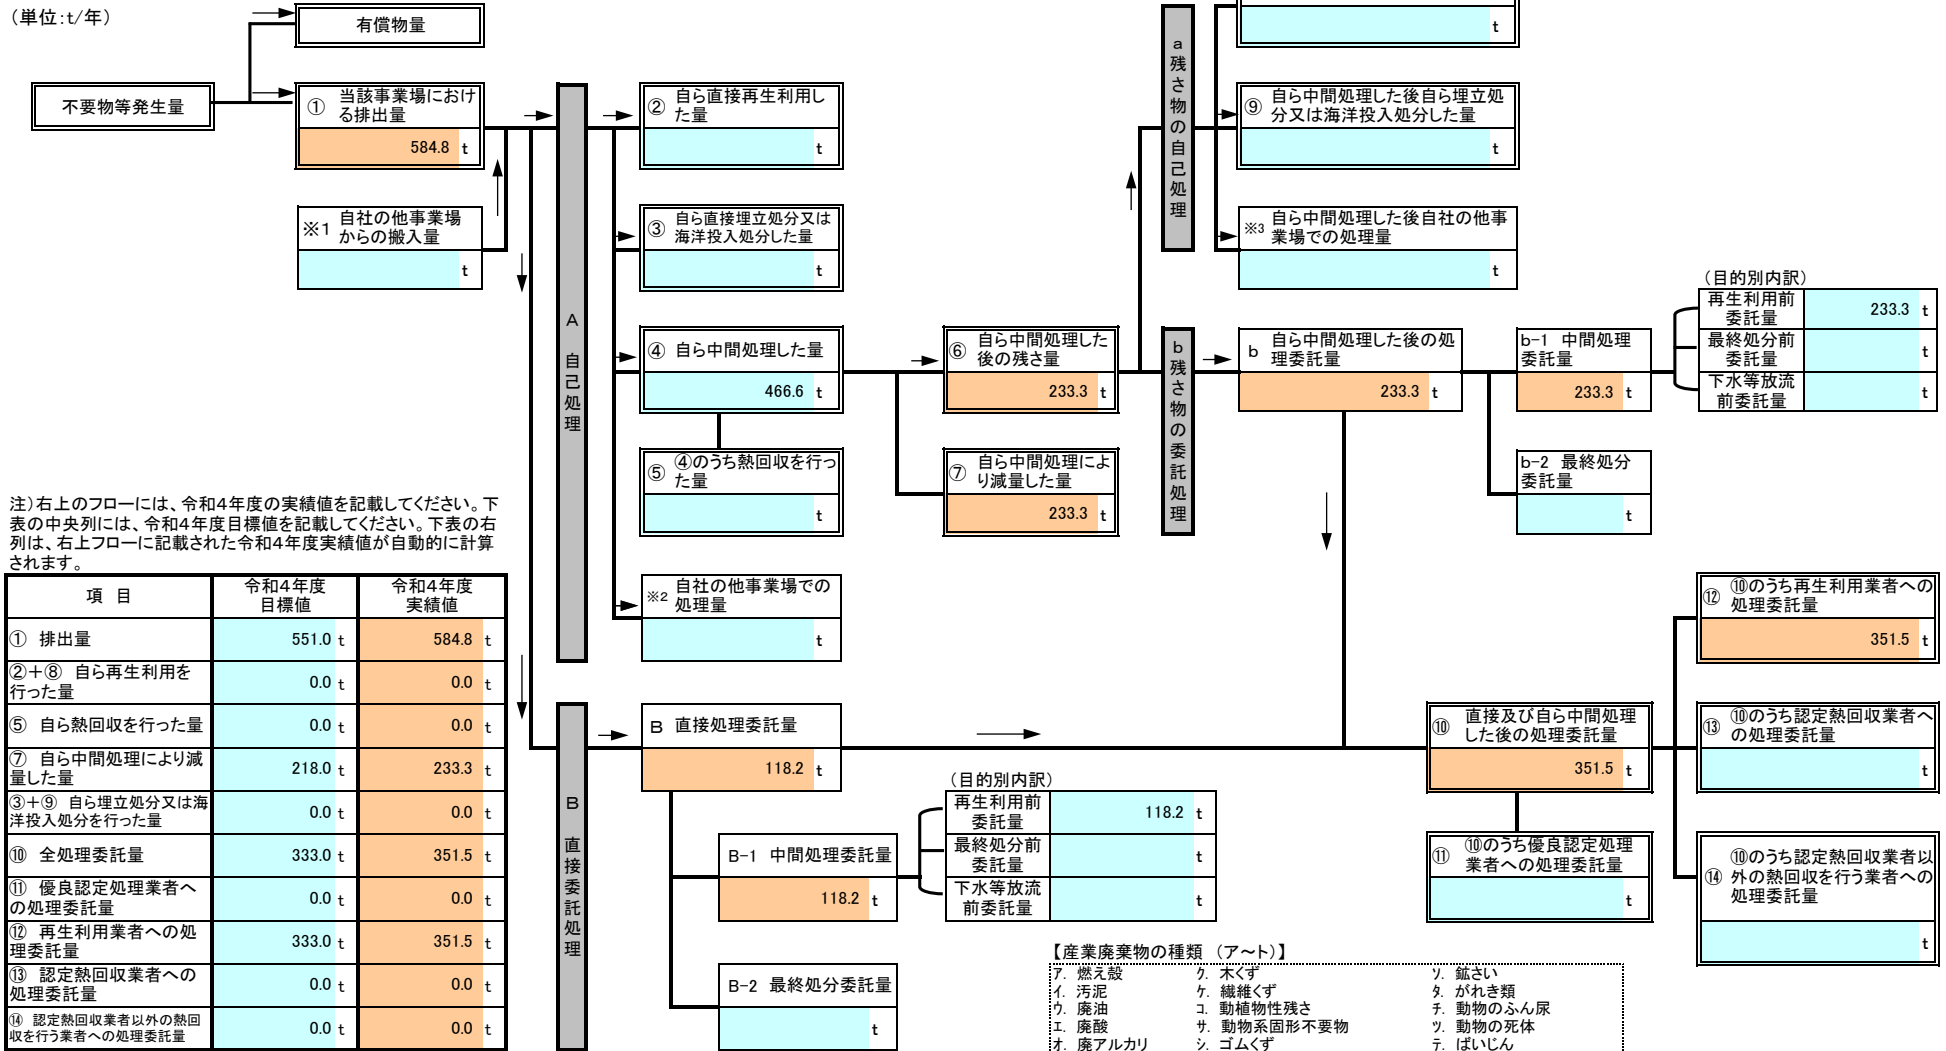 (単位:t/年)
有償物量
不要物等発生量
① 当該事業場におけ
る排出量
584.8 t
※1 自社の他事業場
からの搬入量
t
A 自己処理
② 自ら直接再生利用し
た量
t
③ 自ら直接埋立処分又は
海洋投入処分した量
t
④ 自ら中間処理した量
466.6 t
⑤ ④のうち熱回収を行っ
た量
t
※2 自社の他事業場での
処理量
t
⑥ 自ら中間処理した
後の残さ量
233.3 t
⑦ 自ら中間処理によ
り減量した量
233.3 t
a 残さ物の自己処理
t
⑨ 自ら中間処理した後自ら埋立処
分又は海洋投入処分した量
t
※3 自ら中間処理した後自社の他事
業場での処理量
t
b 残さ物の委託処理
b 自ら中間処理した後の処
理委託量
233.3 t
b-1 中間処理
委託量
233.3 t
(目的別内訳)
再生利用前
委託量
233.3 t
最終処分前
委託量
t
下水等放流
前委託量
t
b-2 最終処分
委託量
t
注)右上のフローには、令和4年度の実績値を記載してください。下
表の中央列には、令和4年度目標値を記載してください。下表の右
列は、右上フローに記載された令和4年度実績値が自動的に計算
されます。
項 目 令和4年度
目標値 令和4年度
実績値
① 排出量 551.0 t 584.8 t
②+⑧ 自ら再生利用を
行った量 0.0 t 0.0 t
⑤ 自ら熱回収を行った量 0.0 t 0.0 t
⑦ 自ら中間処理により減
量した量 218.0 t 233.3 t
③+⑨ 自ら埋立処分又は海
洋投入処分を行った量 0.0 t 0.0 t
⑩ 全処理委託量 333.0 t 351.5 t
⑪ 優良認定処理業者へ
の処理委託量 0.0 t 0.0 t
⑫ 再生利用業者への処
理委託量 333.0 t 351.5 t
⑬ 認定熱回収業者への
処理委託量 0.0 t 0.0 t
⑭ 認定熱回収業者以外の熱回
収を行う業者への処理委託量 0.0 t 0.0 t
B 直接委託処理
B 直接処理委託量
118.2 t
B-1 中間処理委託量
118.2 t
(目的別内訳)
再生利用前
委託量
118.2 t
最終処分前
委託量
t
下水等放流
前委託量
t
B-2 最終処分委託量
t
⑩ 直接及び自ら中間処理
した後の処理委託量
351.5 t
⑪ ⑩のうち優良認定処理
業者への処理委託量
t
⑫ ⑩のうち再生利用業者への
処理委託量
351.5 t
⑬ ⑩のうち認定熱回収業者へ
の処理委託量
t
⑭ ⑩のうち認定熱回収業者以
外の熱回収を行う業者への
処理委託量
t
【産業廃棄物の種類 (ア~ト)】
ア. 燃え殻 ク. 木くず ソ. 鉱さい
イ. 汚泥 ケ. 繊維くず タ. がれき類
ウ. 廃油 コ. 動植物性残さ チ. 動物のふん尿
エ. 廃酸 サ. 動物系固形不要物 ツ. 動物の死体
オ. 廃アルカリ シ. ゴムくず テ. ばいじん